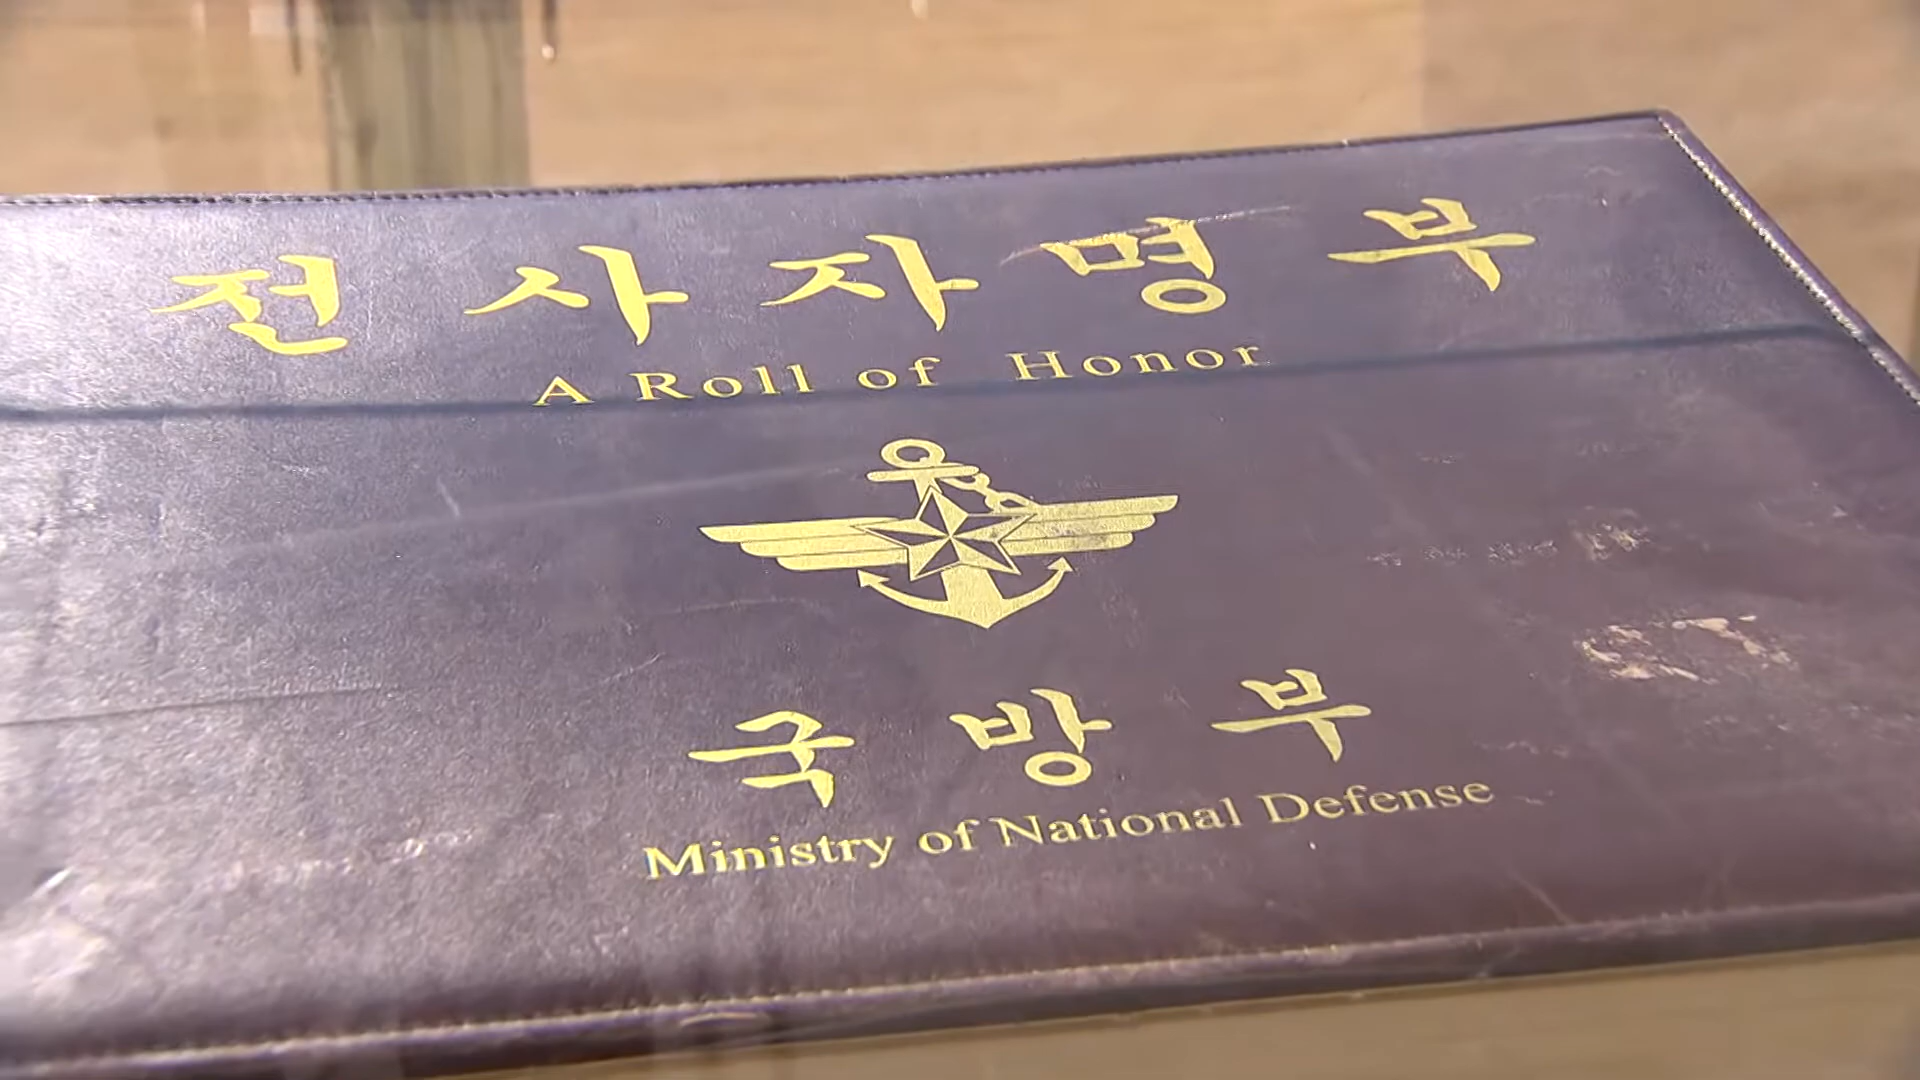 전사자명부
A Roll of Honor
국방부
Ministry of National Defense